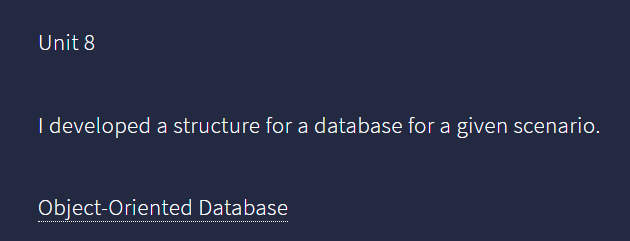 Unit 8
I developed a structure for a database for a given scenario.
Object-Oriented Database